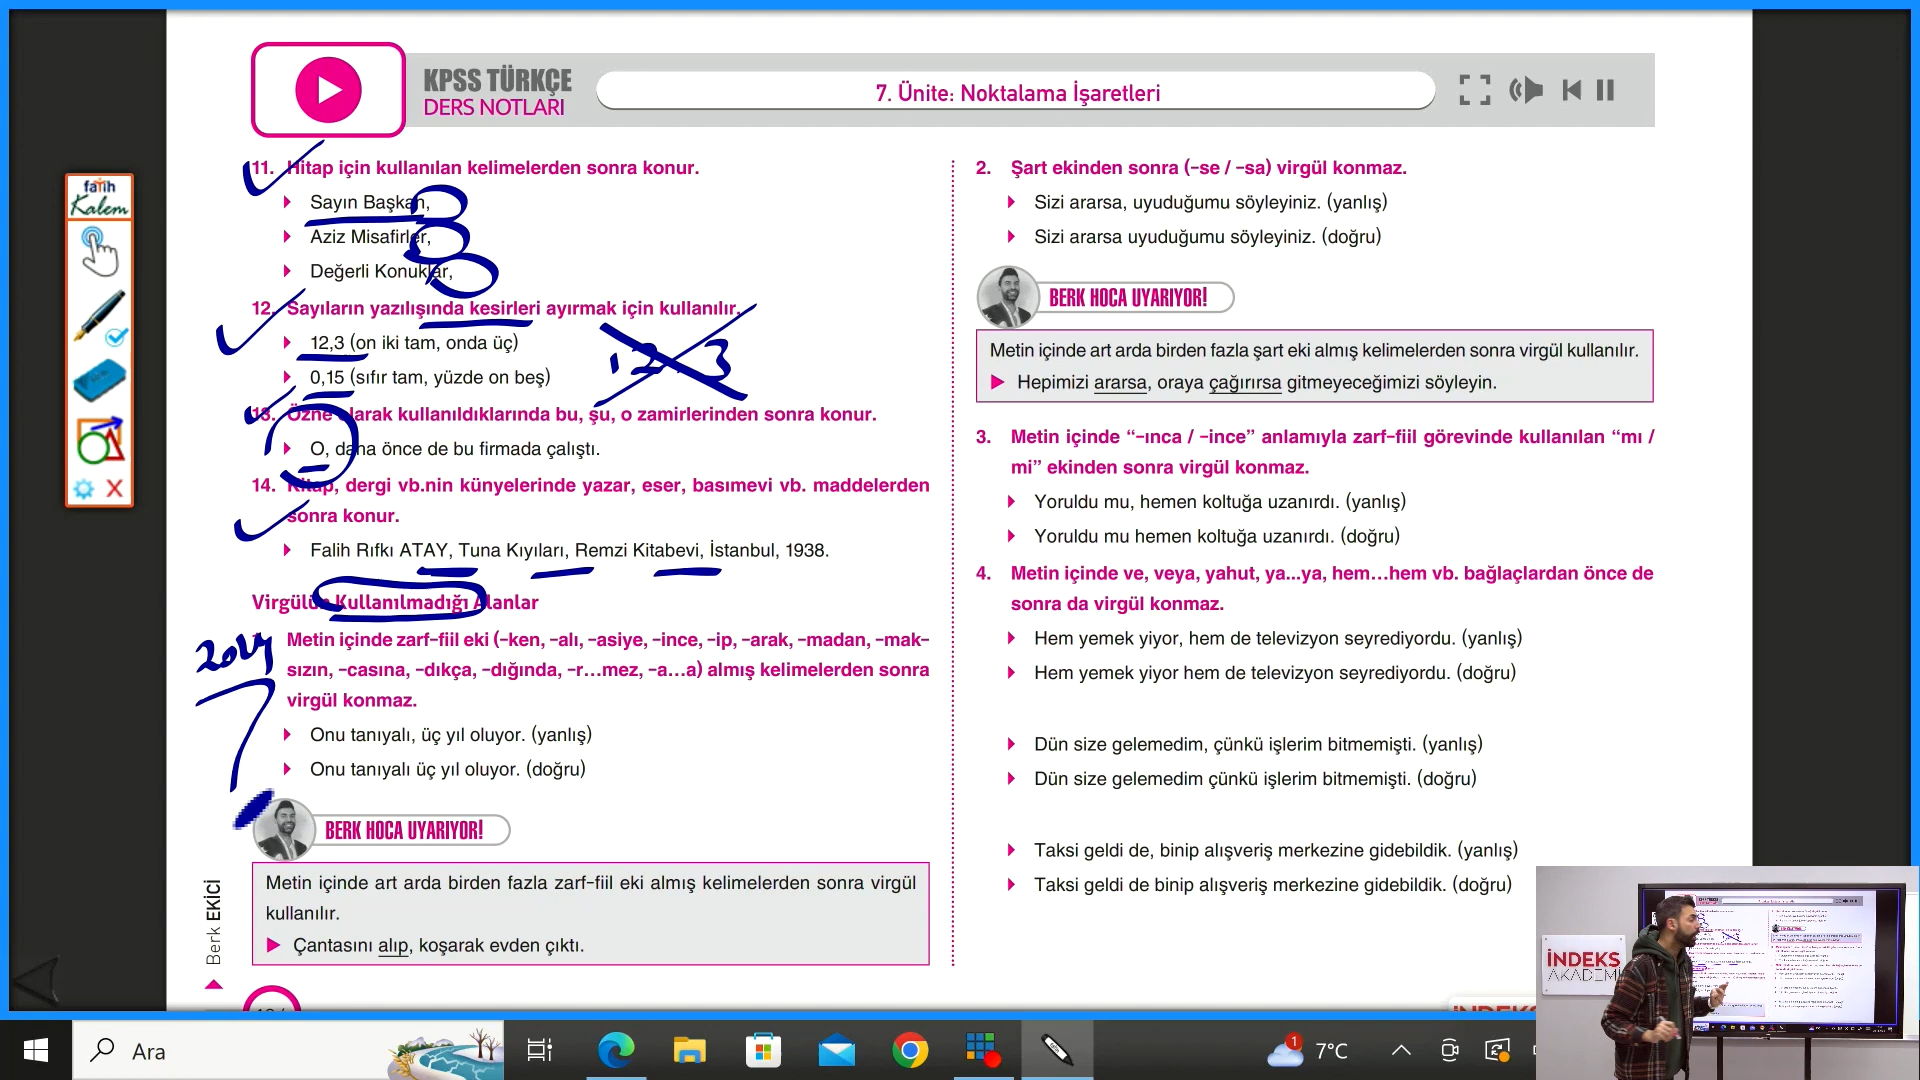 KPSS TÜRKÇE
DERS NOTLARI
7. Ünite: Noktalama İşaretleri
fatih
Kalem
11. Hitap için kullanılan kelimelerden sonra konur.
Sayın Başkan,
Aziz Misafirler,
Değerli Konuklar,
12. Sayıların yazılışında kesirleri ayırmak için kullanılır.
12,3 (on iki tam, onda üç)
0,15 (sıfır tam, yüzde on beş)
12.3
13. Özne olarak kullanıldıklarında bu, şu, o zamirlerinden sonra konur.
O, daha önce de bu firmada çalıştı.
14. Kitap, dergi vb.nin künyelerinde yazar, eser, basımevi vb. maddelerden
sonra konur.
Falih Rıfkı ATAY, Tuna Kıyıları, Remzi Kitabevi, İstanbul, 1938.
Virgülün Kullanılmadığı Alanlar
2024
Metin içinde zarf-fiil eki (-ken, -alı, -asiye, -ince, -ip, -arak, -madan, -mak-
sızın, -casına, -dıkça, -dığında, -r...mez, -a...a) almış kelimelerden sonra
virgül konmaz.
Onu tanıyalı, üç yıl oluyor. (yanlış)
Onu tanıyalı üç yıl oluyor. (doğru)
BERK HOCA UYARIYOR!
Metin içinde art arda birden fazla zarf-fiil eki almış kelimelerden sonra virgül
kullanılır.
Çantasını alıp, koşarak evden çıktı.
Berk EKİCİ
2. Şart ekinden sonra (-se / -sa) virgül konmaz.
Sizi ararsa, uyuduğumu söyleyiniz. (yanlış)
Sizi ararsa uyuduğumu söyleyiniz. (doğru)
BERK HOCA UYARIYOR!
Metin içinde art arda birden fazla şart eki almış kelimelerden sonra virgül kullanılır.
Hepimizi ararsa, oraya çağırırsa gitmeyeceğimizi söyleyin.
3. Metin içinde “-ınca / -ince” anlamıyla zarf-fiil görevinde kullanılan “mı /
mi” ekinden sonra virgül konmaz.
Yoruldu mu, hemen koltuğa uzanırdı. (yanlış)
Yoruldu mu hemen koltuğa uzanırdı. (doğru)
4. Metin içinde ve, veya, yahut, ya...ya, hem...hem vb. bağlaçlardan önce de
sonra da virgül konmaz.
Hem yemek yiyor, hem de televizyon seyrediyordu. (yanlış)
Hem yemek yiyor hem de televizyon seyrediyordu. (doğru)
Dün size gelemedim, çünkü işlerim bitmemişti. (yanlış)
Dün size gelemedim çünkü işlerim bitmemişti. (doğru)
Taksi geldi de, binip alışveriş merkezine gidebildik. (yanlış)
Taksi geldi de binip alışveriş merkezine gidebildik. (doğru)
İNDEKS
AKADEMİ
Ara
1
7°C